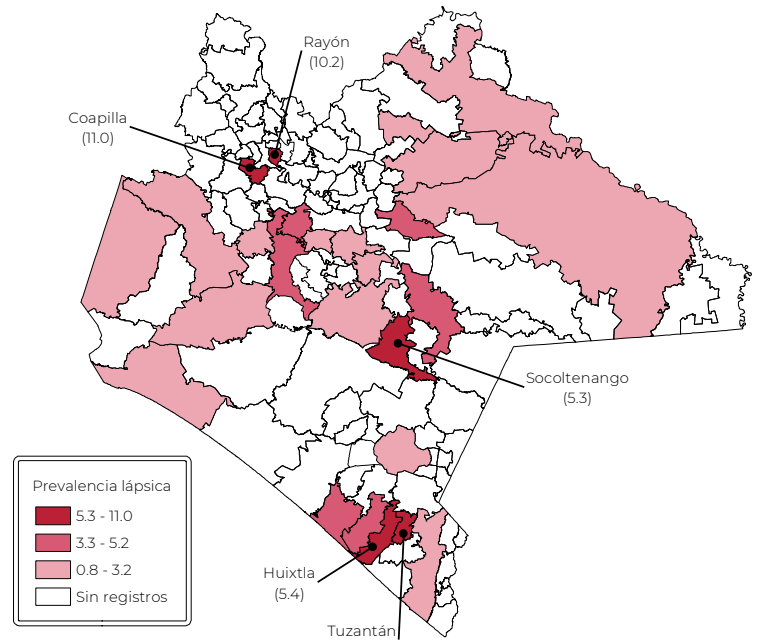 Rayón
(10.2)
Coapilla
(11.0)
Socoltenango
(5.3)
Prevalencia lápsica
5.3 - 11.0
3.3 - 5.2
0.8 - 3.2
Sin registros
Huixtla
(5.4)
Tuzantán